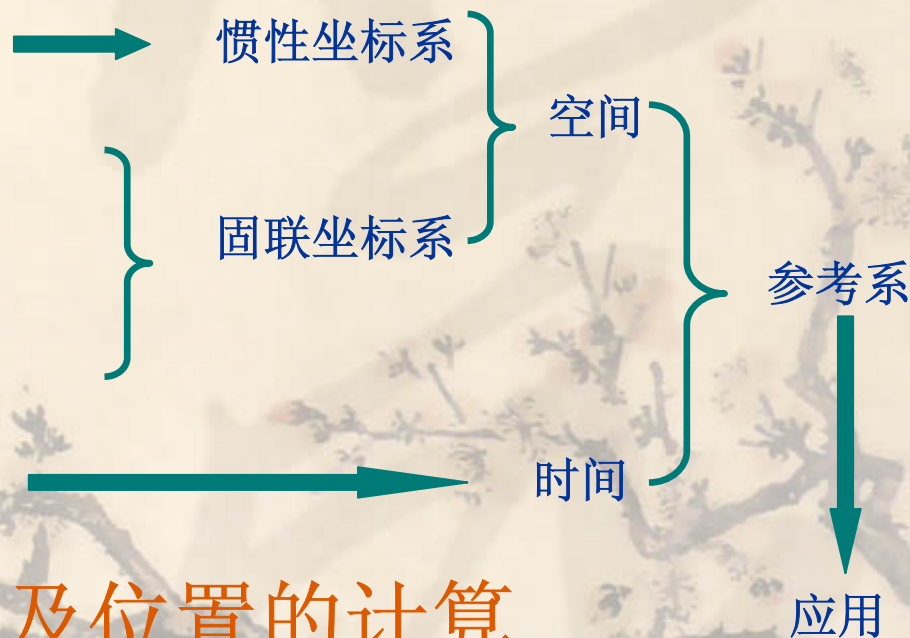 惯性坐标系
空间
固联坐标系
参考系
时间
及位置的计算
应用